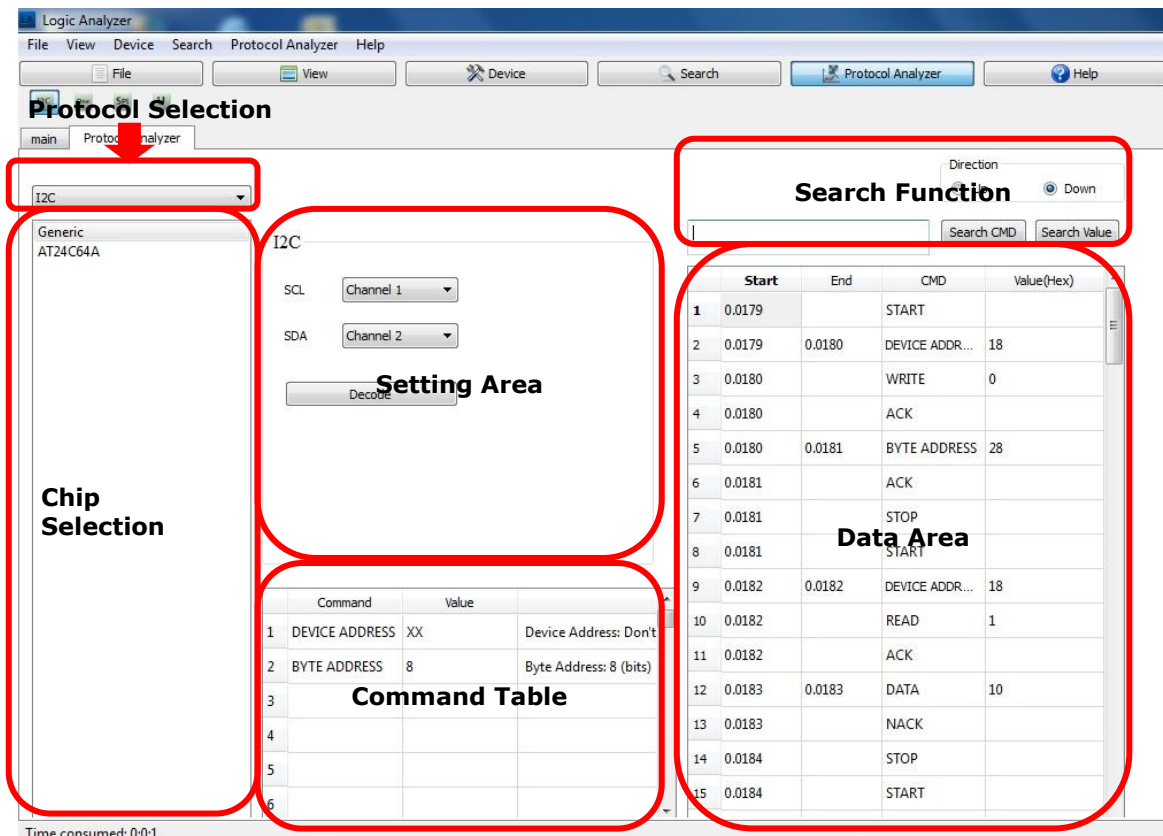 Logic Analyzer
File View Device Search Protocol Analyzer Help
File View Device Search Protocol Analyzer Help
Protocol Selection
main Protocol Analyzer
Direction
Up Down
Search Function
I2C
Search CMD Search Value
Generic
AT24C64A
I2C
SCL Channel 1
SDA Channel 2
Decode
Setting Area
Chip
Selection
Start End CMD Value(Hex)
1 0.0179 START
2 0.0179 0.0180 DEVICE ADDR... 18
3 0.0180 WRITE 0
4 0.0180 ACK
5 0.0180 0.0181 BYTE ADDRESS 28
6 0.0181 ACK
7 0.0181 STOP
Data Area
8 0.0181 START
9 0.0182 0.0182 DEVICE ADDR... 18
10 0.0182 READ 1
11 0.0182 ACK
12 0.0183 0.0183 DATA 10
13 0.0183 NACK
14 0.0184 STOP
15 0.0184 START
Command Value
1 DEVICE ADDRESS XX Device Address: Don't
2 BYTE ADDRESS 8 Byte Address: 8 (bits)
Command Table
3
4
5
6
Time consumed: 0:0:1